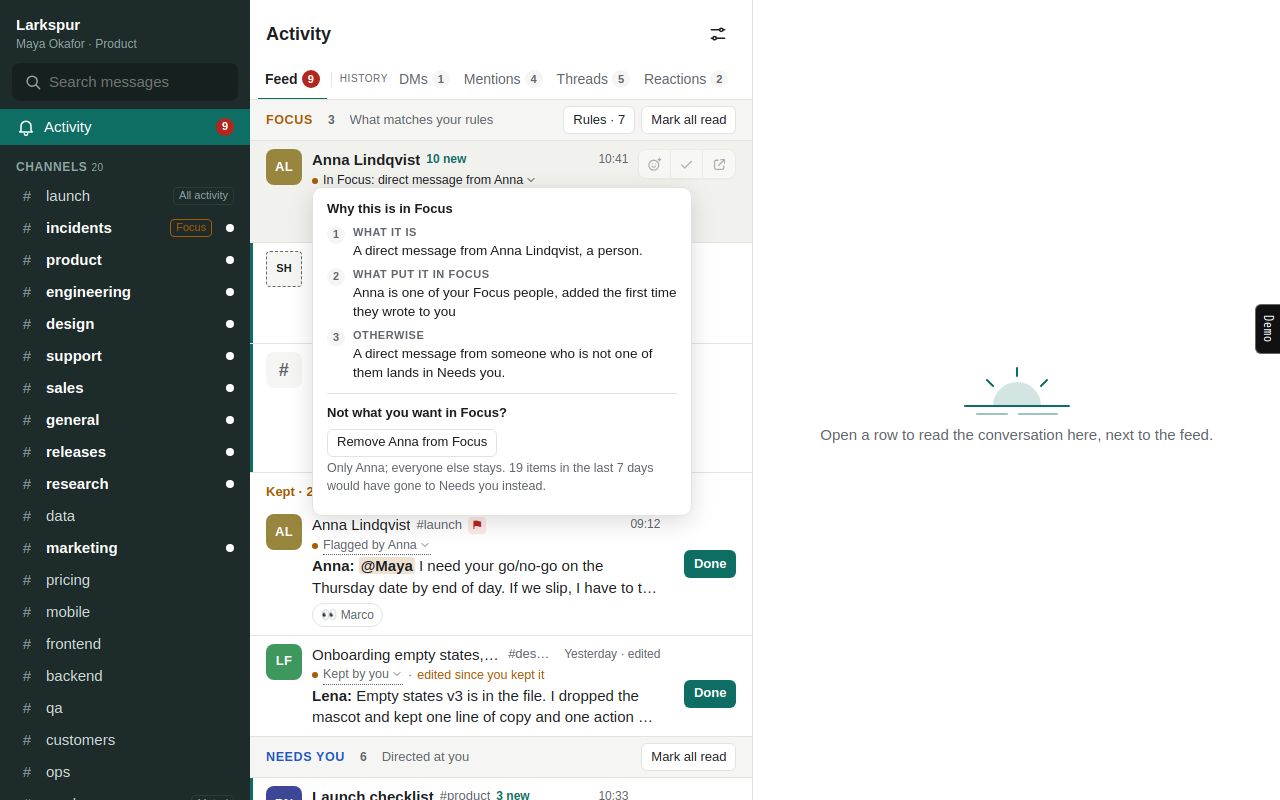 Larkspur
Maya Okafor · Product
Search messages
Activity 9
CHANNELS 20
# launch All activity
# incidents Focus
# product
# engineering
# design
# support
# sales
# general
# releases
# research
# data
# marketing
# pricing
# mobile
# frontend
# backend
# qa
# customers
# ops
Activity
Feed 9 HISTORY DMs 1 Mentions 4 Threads 5 Reactions 2
FOCUS 3 What matches your rules Rules · 7 Mark all read
AL Anna Lindqvist 10 new 10:41
In Focus: direct message from Anna
Why this is in Focus
1 WHAT IT IS
A direct message from Anna Lindqvist, a person.
2 WHAT PUT IT IN FOCUS
Anna is one of your Focus people, added the first time
they wrote to you
3 OTHERWISE
A direct message from someone who is not one of
them lands in Needs you.
Not what you want in Focus?
Remove Anna from Focus
Only Anna; everyone else stays. 19 items in the last 7 days
would have gone to Needs you instead.
SH
#
Kept · 2
AL Anna Lindqvist #launch 09:12
Flagged by Anna
Anna: @Maya I need your go/no-go on the
Thursday date by end of day. If we slip, I have to t…
Done
👀 Marco
LF Onboarding empty states,… #des… Yesterday · edited
Kept by you · edited since you kept it
Lena: Empty states v3 is in the file. I dropped the
mascot and kept one line of copy and one action …
Done
NEEDS YOU 6 Directed at you Mark all read
Launch checklist #product 3 new 10:33
Open a row to read the conversation here, next to the feed.
Demo